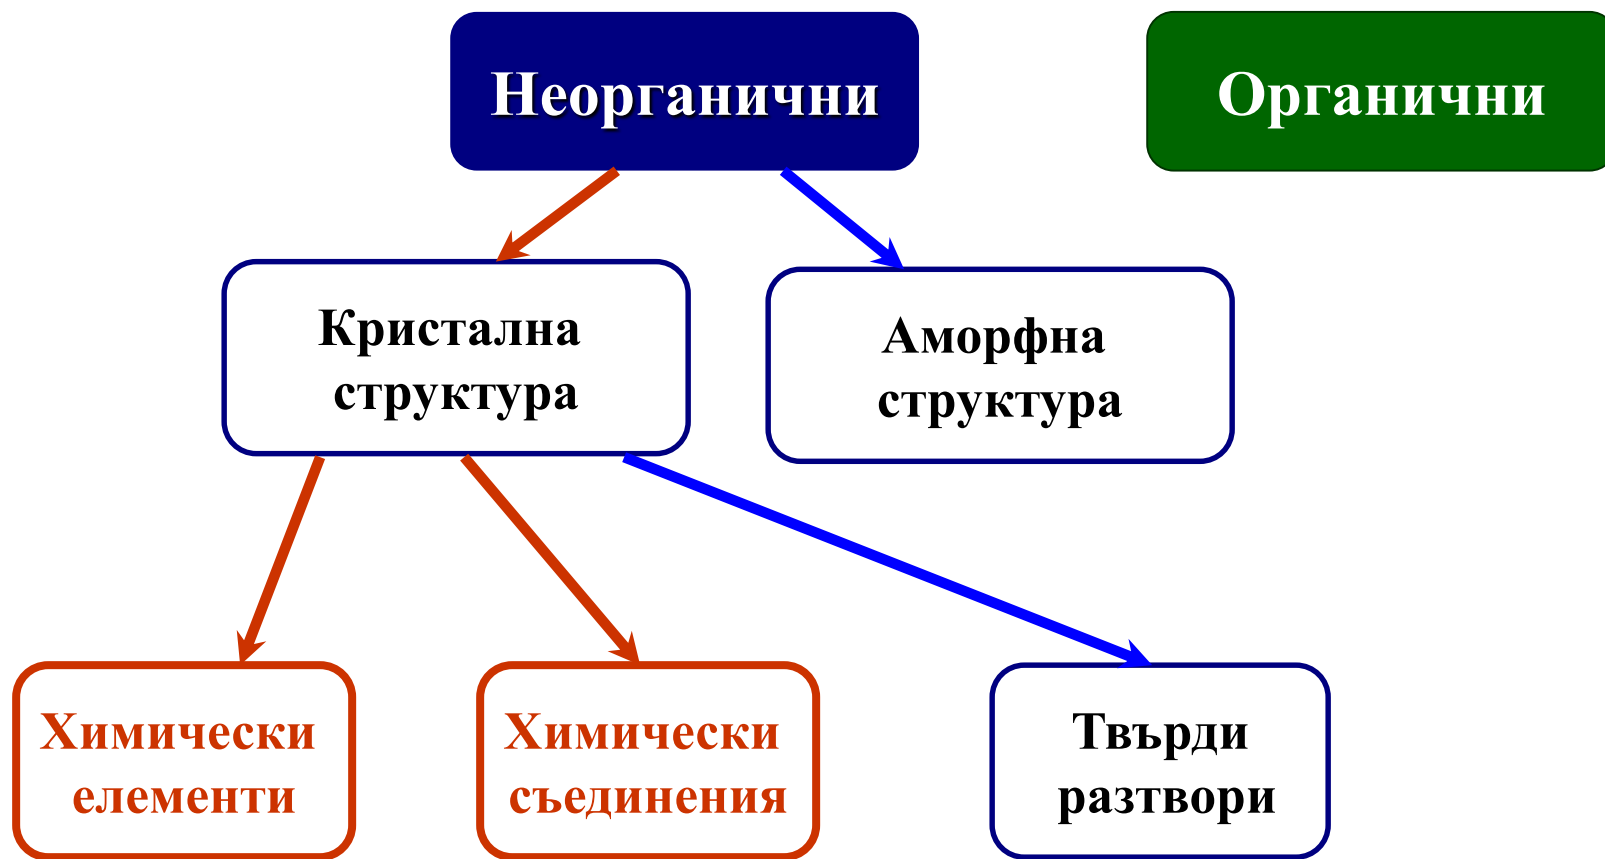 Неорганични
Органични
Кристална
структура
Аморфна
структура
Химически
елементи
Химически
съединения
Твърди
разтвори